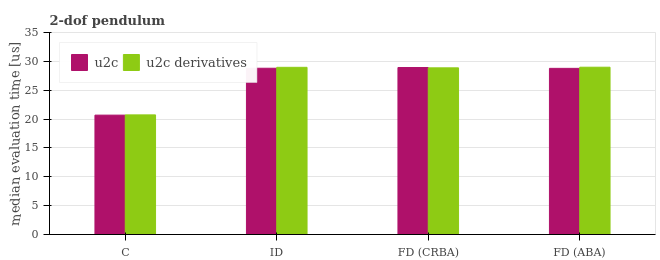 2-dof pendulum
median evaluation time [us]
35
30
25
20
15
10
5
0
u2c
u2c derivatives
C
ID
FD (CRBA)
FD (ABA)